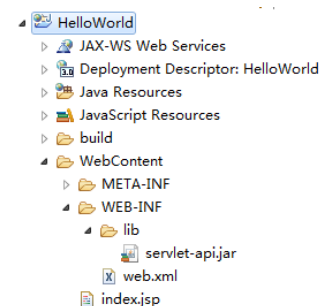 HelloWorld
JAX-WS Web Services
Deployment Descriptor: HelloWorld
Java Resources
JavaScript Resources
build
WebContent
META-INF
WEB-INF
lib
servlet-api.jar
web.xml
index.jsp